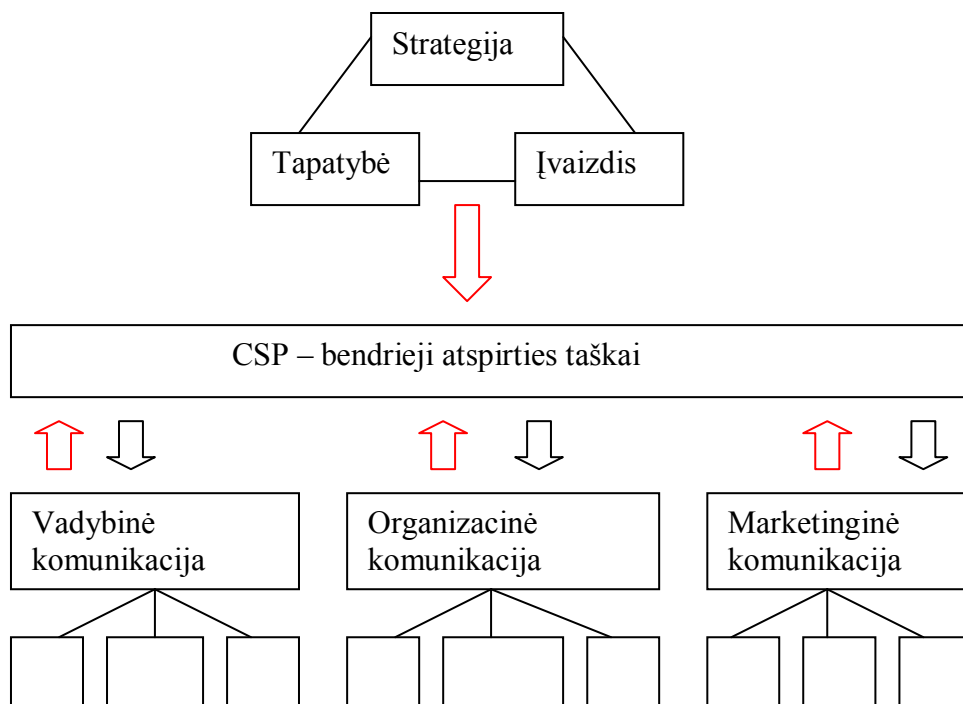 Strategija
Tapatybė
Įvaizdis
CSP – bendrieji atspirties taškai
Vadybinė
komunikacija
Organizacinė
komunikacija
Marketinginė
komunikacija